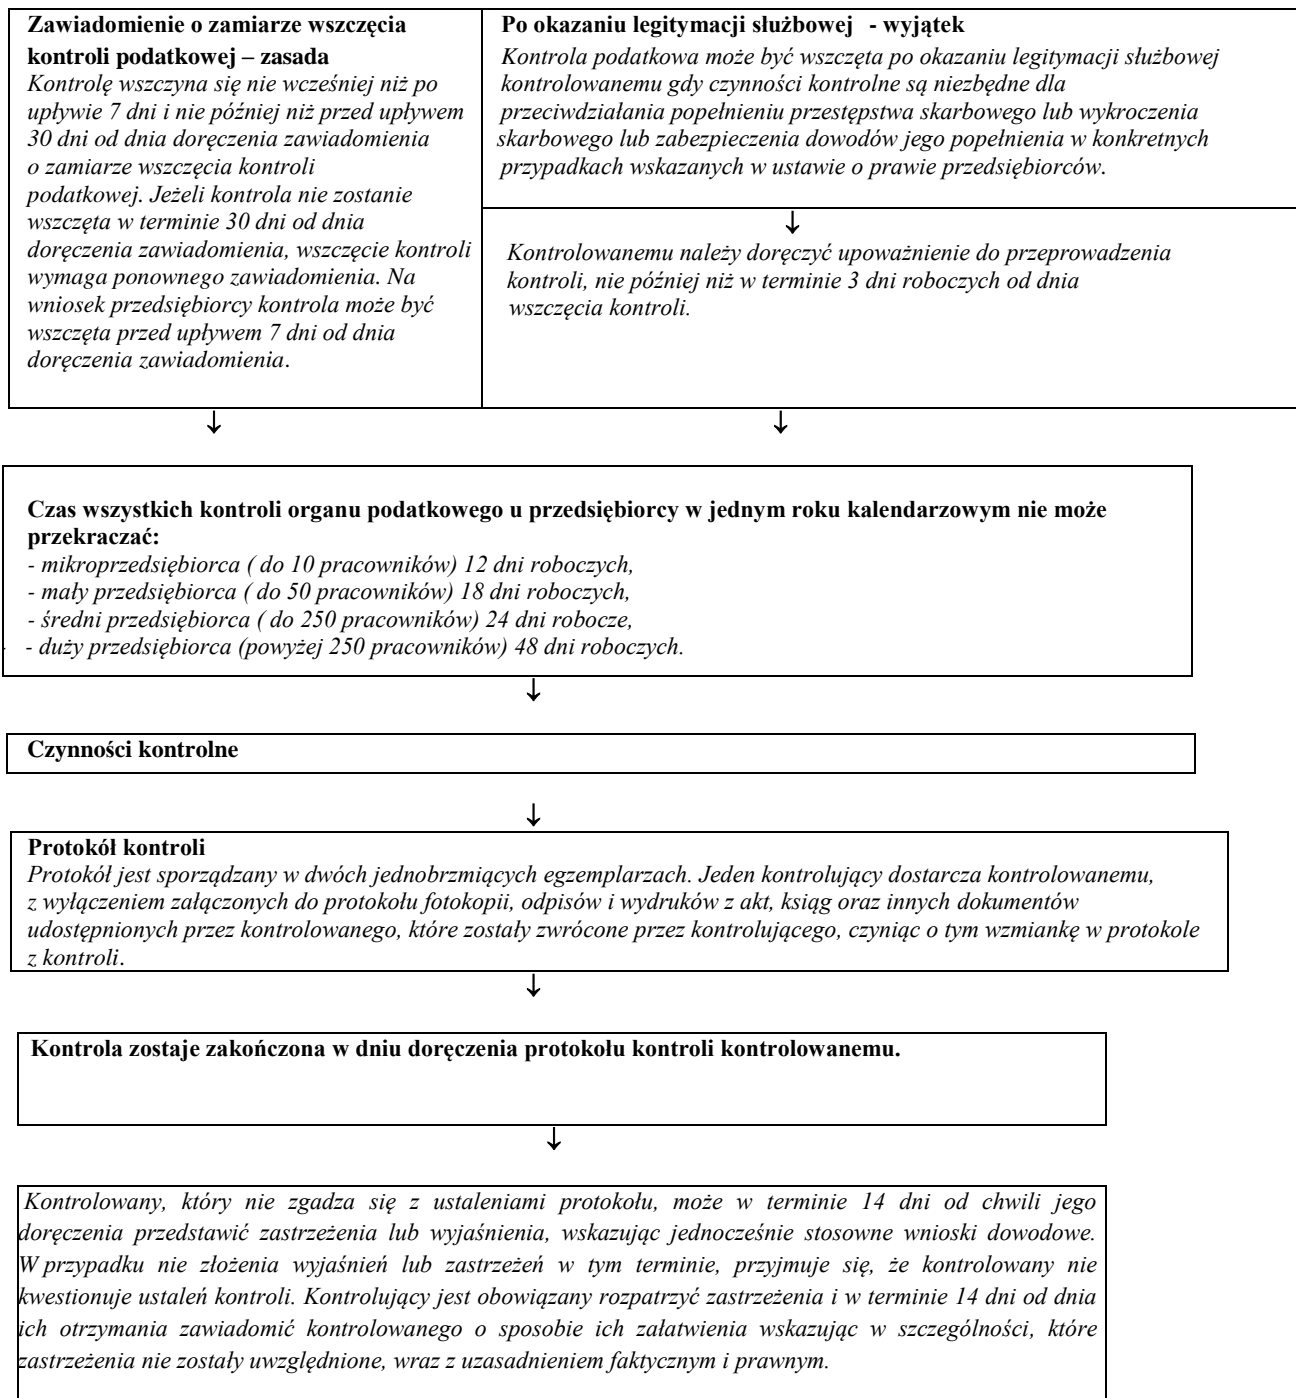 Zawiadomienie o zamiarze wszczęcia
kontroli podatkowej – zasada
Kontrolę wszczyna się nie wcześniej niż po
upływie 7 dni i nie później niż przed upływem
30 dni od dnia doręczenia zawiadomienia
o zamiarze wszczęcia kontroli
podatkowej. Jeżeli kontrola nie zostanie
wszczęta w terminie 30 dni od dnia
doręczenia zawiadomienia, wszczęcie kontroli
wymaga ponownego zawiadomienia. Na
wniosek przedsiębiorcy kontrola może być
wszczęta przed upływem 7 dni od dnia
doręczenia zawiadomienia.
Po okazaniu legitymacji służbowej - wyjątek
Kontrola podatkowa może być wszczęta po okazaniu legitymacji służbowej
kontrolowanemu gdy czynności kontrolne są niezbędne dla
przeciwdziałania popełnieniu przestępstwa skarbowego lub wykroczenia
skarbowego lub zabezpieczenia dowodów jego popełnienia w konkretnych
przypadkach wskazanych w ustawie o prawie przedsiębiorców.
↓
Kontrolowanemu należy doręczyć upoważnienie do przeprowadzenia
kontroli, nie później niż w terminie 3 dni roboczych od dnia
wszczęcia kontroli.
↓ ↓
Czas wszystkich kontroli organu podatkowego u przedsiębiorcy w jednym roku kalendarzowym nie może
przekraczać:
- mikroprzedsiębiorca ( do 10 pracowników) 12 dni roboczych,
- mały przedsiębiorca ( do 50 pracowników) 18 dni roboczych,
- średni przedsiębiorca ( do 250 pracowników) 24 dni robocze,
- duży przedsiębiorca (powyżej 250 pracowników) 48 dni roboczych.
↓
Czynności kontrolne
↓
Protokół kontroli
Protokół jest sporządzany w dwóch jednobrzmiących egzemplarzach. Jeden kontrolujący dostarcza kontrolowanemu,
z wyłączeniem załączonych do protokołu fotokopii, odpisów i wydruków z akt, ksiąg oraz innych dokumentów
udostępnionych przez kontrolowanego, które zostały zwrócone przez kontrolującego, czyniąc o tym wzmiankę w protokole
z kontroli.
↓
Kontrola zostaje zakończona w dniu doręczenia protokołu kontroli kontrolowanemu.
↓
Kontrolowany, który nie zgadza się z ustaleniami protokołu, może w terminie 14 dni od chwili jego
doręczenia przedstawić zastrzeżenia lub wyjaśnienia, wskazując jednocześnie stosowne wnioski dowodowe.
W przypadku nie złożenia wyjaśnień lub zastrzeżeń w tym terminie, przyjmuje się, że kontrolowany nie
kwestionuje ustaleń kontroli. Kontrolujący jest obowiązany rozpatrzyć zastrzeżenia i w terminie 14 dni od dnia
ich otrzymania zawiadomić kontrolowanego o sposobie ich załatwienia wskazując w szczególności, które
zastrzeżenia nie zostały uwzględnione, wraz z uzasadnieniem faktycznym i prawnym.